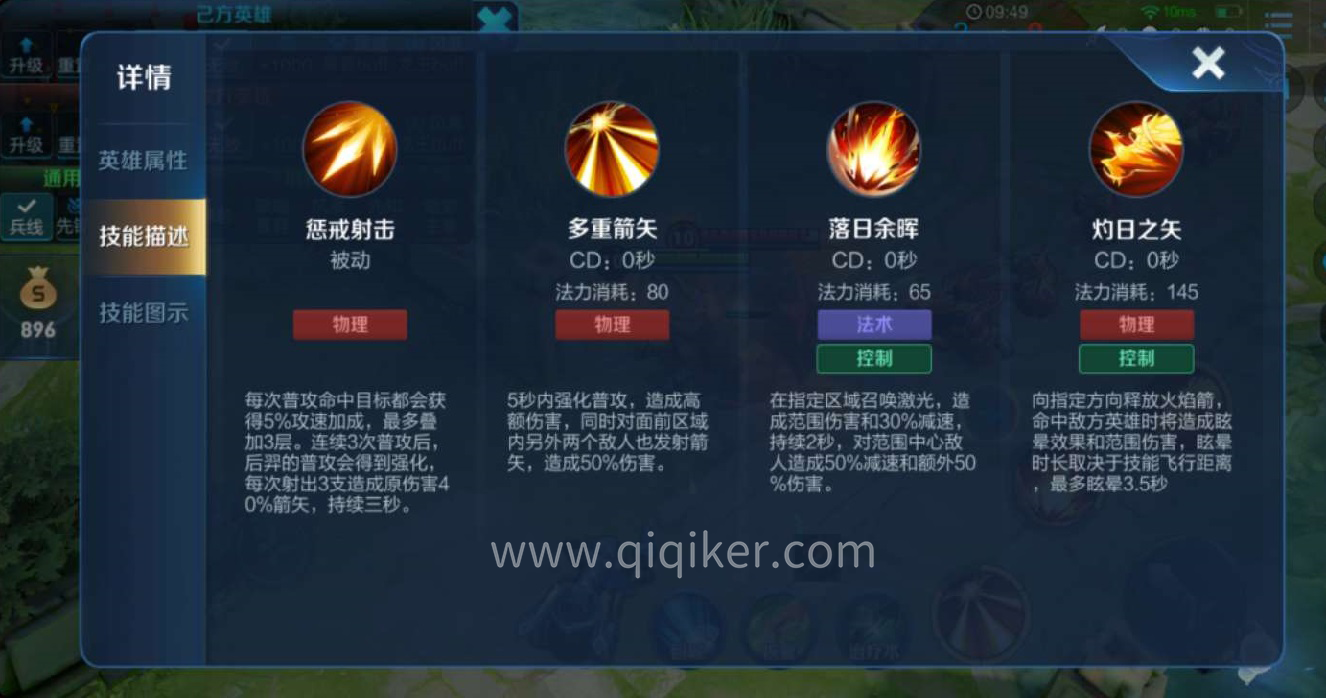 己方英雄
09:49
10ms
升级
升级
通用
兵线
896
详情
英雄属性
技能描述
技能图示
惩戒射击
被动
物理
每次普攻命中目标都会获
得5%攻速加成，最多叠
加3层。连续3次普攻后，
后羿的普攻会得到强化，
每次射出3支造成原伤害4
0%箭矢，持续三秒。
多重箭矢
CD：0秒
法力消耗：80
物理
5秒内强化普攻，造成高
额伤害，同时对面前区域
内另外两个敌人也发射箭
矢，造成50%伤害。
落日余晖
CD：0秒
法力消耗：65
法术
控制
在指定区域召唤激光，造
成范围伤害和30%减速，
持续2秒，对范围中心敌
人造成50%减速和额外50
%伤害。
灼日之矢
CD：0秒
法力消耗：145
物理
控制
向指定方向释放火焰箭，
命中敌方英雄时将造成眩
晕效果和范围伤害，眩晕
时长取决于技能飞行距离
，最多眩晕3.5秒
www.qiqiker.com